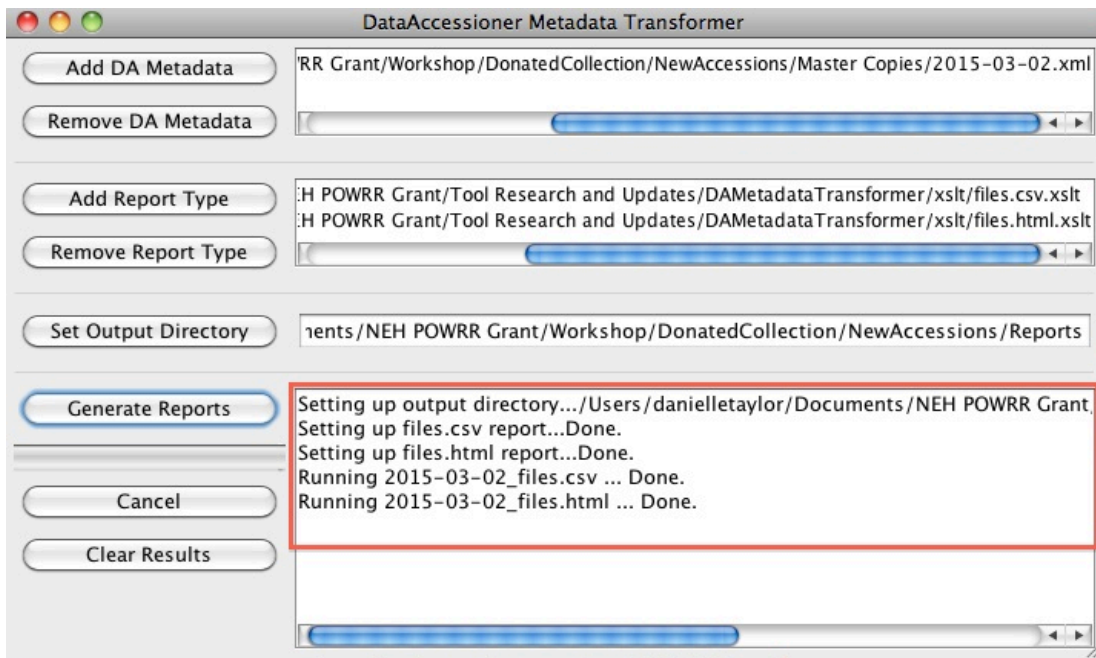 DataAccessioner Metadata Transformer
Add DA Metadata
'RR Grant/Workshop/DonatedCollection/NewAccessions/Master Copies/2015-03-02.xml
Remove DA Metadata
Add Report Type
EH POWRR Grant/Tool Research and Updates/DAMetadataTransformer/xslt/files.csv.xslt
EH POWRR Grant/Tool Research and Updates/DAMetadataTransformer/xslt/files.html.xslt
Remove Report Type
Set Output Directory
nents/NEH POWRR Grant/Workshop/DonatedCollection/NewAccessions/Reports
Generate Reports
Setting up output directory.../Users/danielletaylor/Documents/NEH POWRR Grant
Setting up files.csv report...Done.
Setting up files.html report...Done.
Running 2015-03-02_files.csv ... Done.
Running 2015-03-02_files.html ... Done.
Cancel
Clear Results